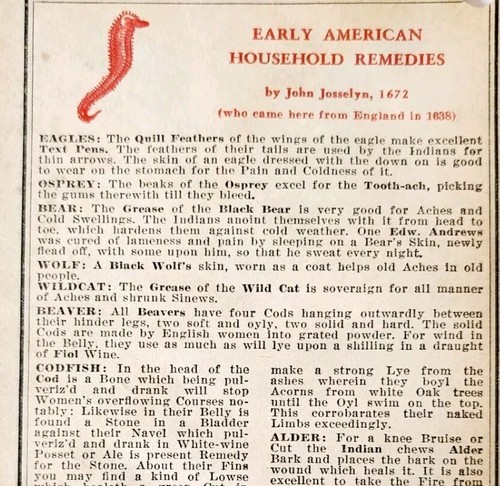 EARLY AMERICAN
HOUSEHOLD REMEDIES
by John Josselyn, 1672
(who came here from England in 1638)
EAGLES: The Quill Feathers of the wings of the eagle make excellent
Text Pens. The feathers of their tails are used by the Indians for
thin arrows. The skin of an eagle dressed with the down on is good
to wear on the stomach for the Pain and Coldness of it.
OSPREY: The beaks of the Osprey excel for the Tooth-ach, picking
the gums therewith till they bleed.
BEAR: The Grease of the Black Bear is very good for Aches and
Cold Swellings. The Indians anoint themselves with it from head to
toe, which hardens them against cold weather. One Edw. Andrews
was cured of lameness and pain by sleeping on a Bear's Skin, newly
flead off, with some upon him, so that he sweat every night.
WOLF: A Black Wolf's skin, worn as a coat helps old Aches in old
people.
WILDCAT: The Grease of the Wild Cat is soveraign for all manner
of Aches and shrunk Sinews.
BEAVER: All Beavers have four Cods hanging outwardly between
their hinder legs, two soft and oyly, two solid and hard. The solid
Cods are made by English women into grated powder. For wind in
the Belly, they use as much as will lye upon a shilling in a draught
of Fiol Wine.
CODFISH: In the head of the
Cod is a Bone which being pul-
veriz'd and drank will stop
Women's overflowing Courses no-
tably: Likewise in their Belly is
found a Stone in a Bladder
against their Navel which pul-
veriz'd and drank in White-wine
Posset or Ale is present Remedy
for the Stone. About their Fins
you may find a kind of Lowse
which healeth a green Cut in
make a strong Lye from the
ashes wherein they boyl the
Acorns from white Oak trees
until the Oyl swim on the top.
This corrobarates their naked
Limbs exceedingly.
ALDER: For a knee Bruise or
Cut the Indian chews Alder
Bark and places the bark on the
wound which heals it. It is also
excellent to take the Fire from